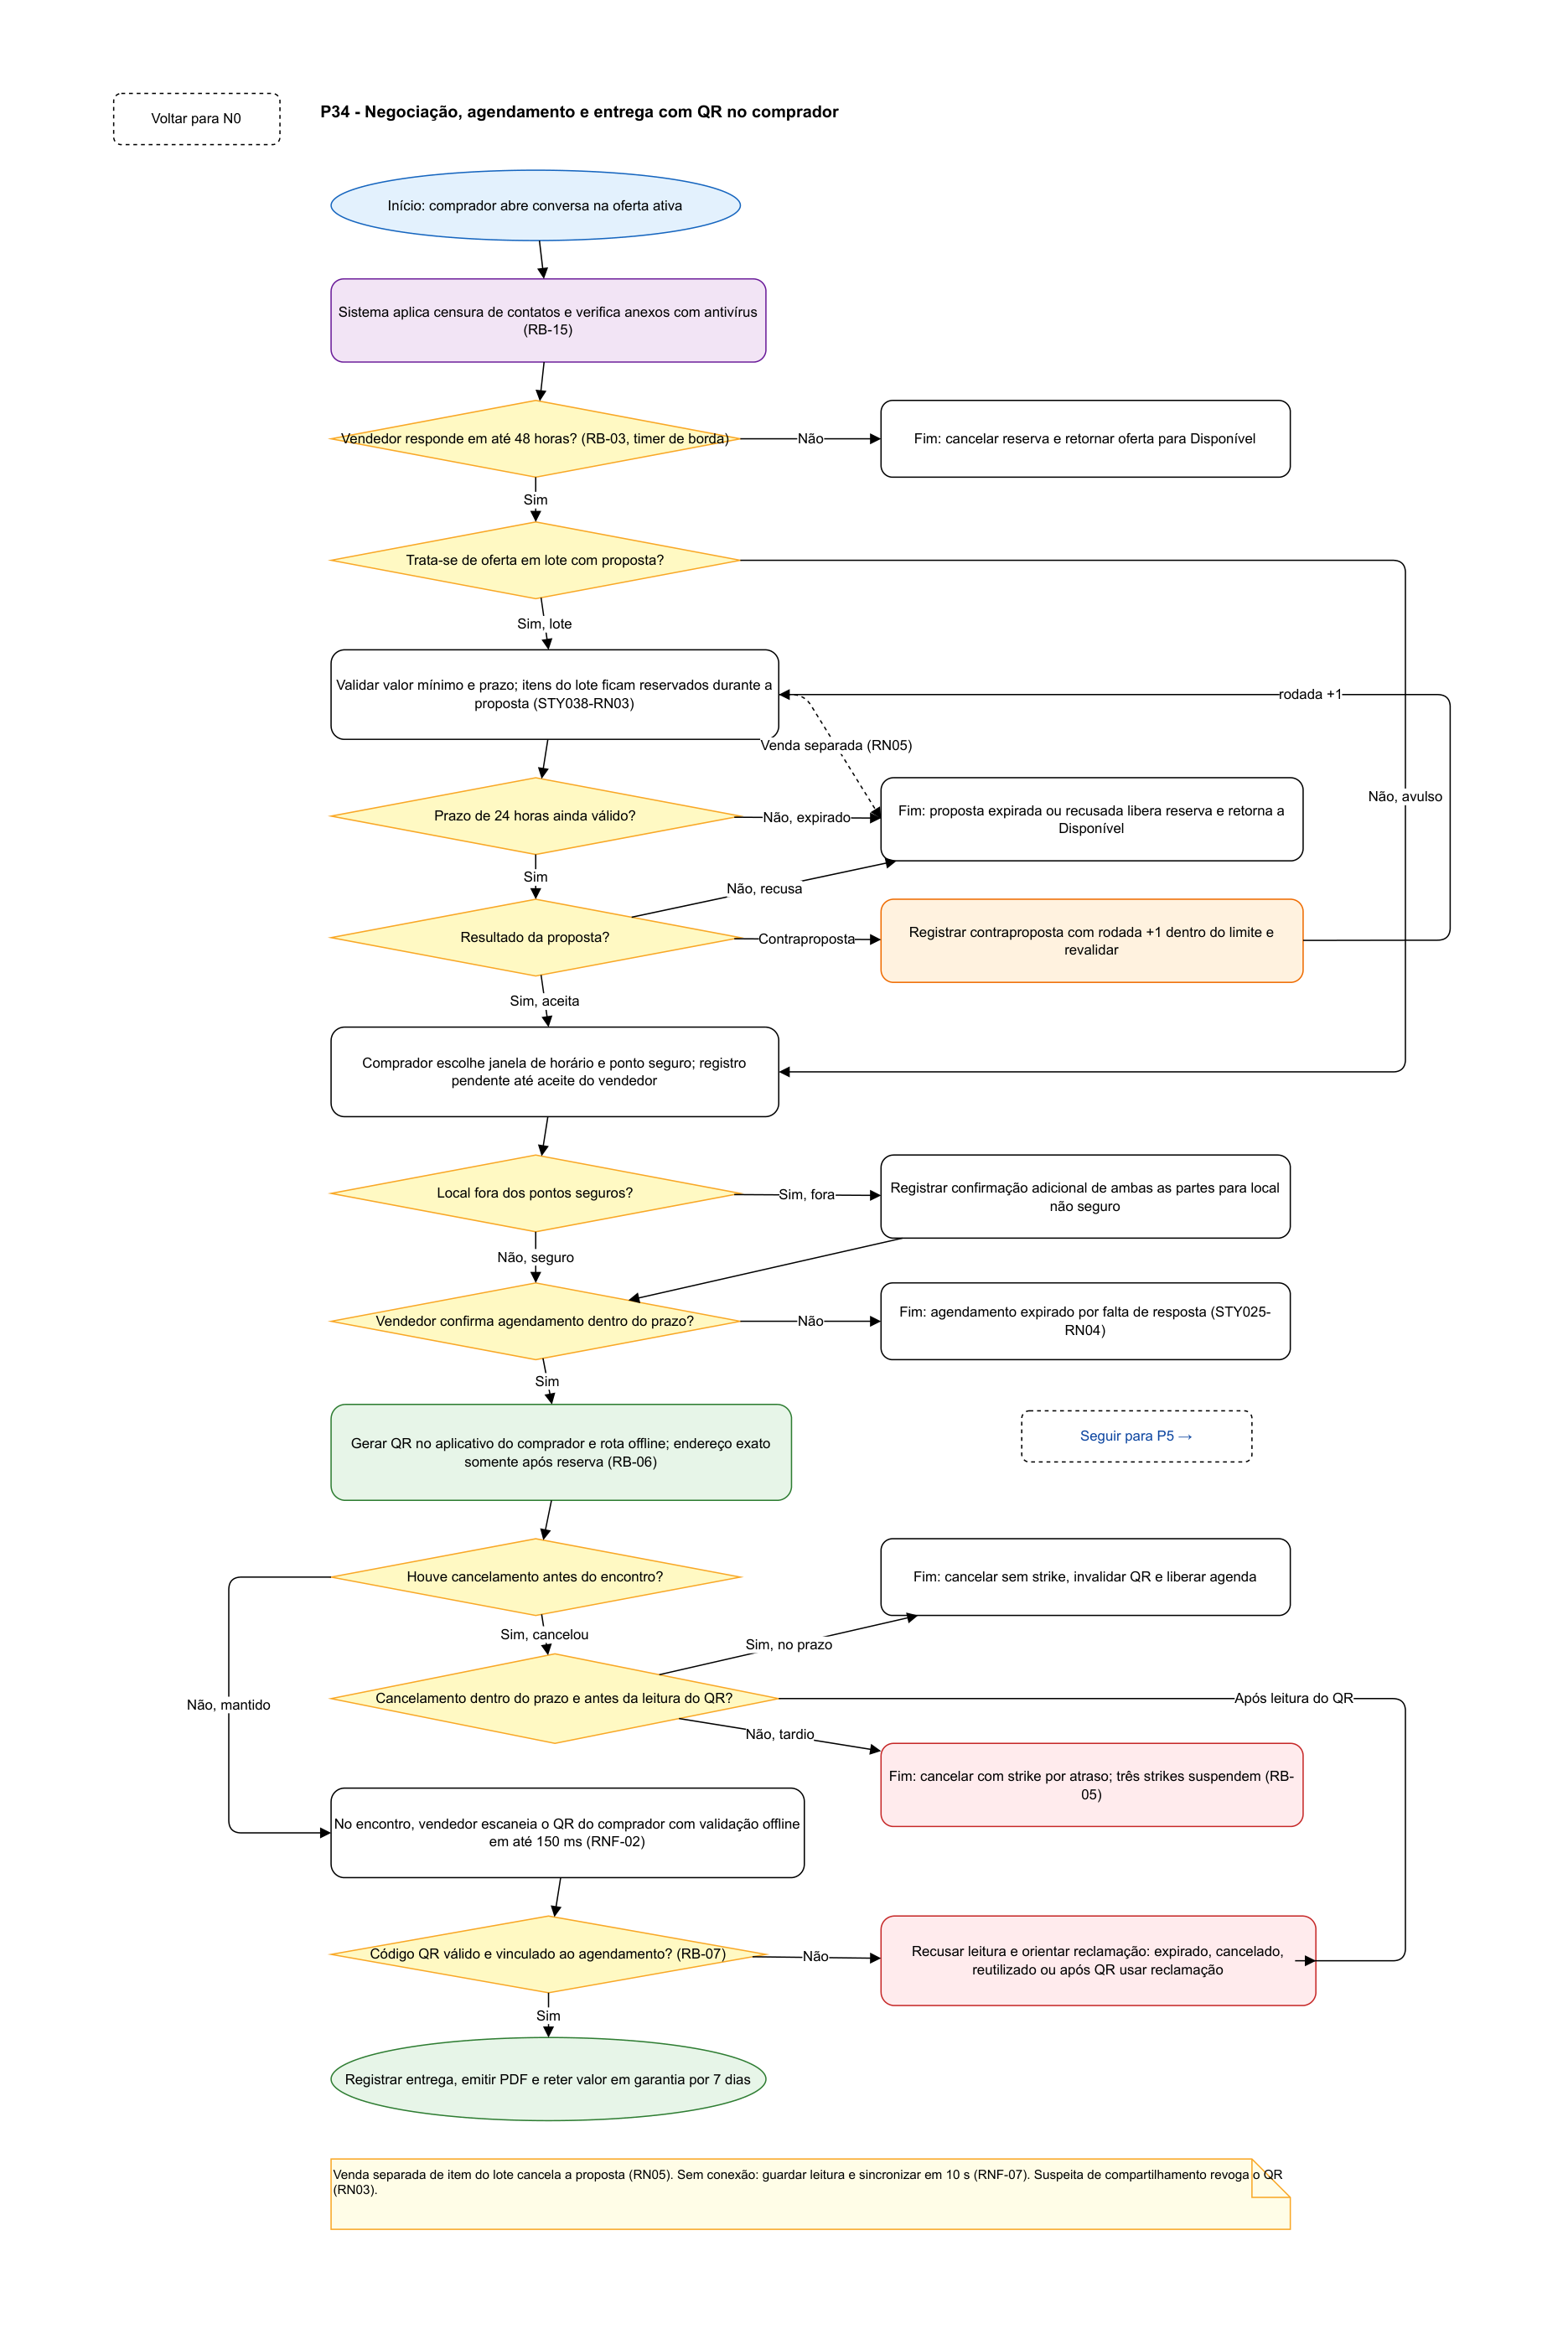 Voltar para N0
P34 - Negociação, agendamento e entrega com QR no comprador
Início: comprador abre conversa na oferta ativa
Sistema aplica censura de contatos e verifica anexos com antivírus
(RB-15)
Vendedor responde em até 48 horas? (RB-03, timer de borda)
Não
Fim: cancelar reserva e retornar oferta para Disponível
Sim
Trata-se de oferta em lote com proposta?
Sim, lote
Validar valor mínimo e prazo; itens do lote ficam reservados durante a
proposta (STY038-RN03)
rodada +1
Venda separada (RN05)
Não, avulso
Prazo de 24 horas ainda válido?
Não, expirado
Fim: proposta expirada ou recusada libera reserva e retorna a
Disponível
Sim
Não, recusa
Resultado da proposta?
Contraproposta
Registrar contraproposta com rodada +1 dentro do limite e
revalidar
Sim, aceita
Comprador escolhe janela de horário e ponto seguro; registro
pendente até aceite do vendedor
Local fora dos pontos seguros?
Sim, fora
Registrar confirmação adicional de ambas as partes para local
não seguro
Não, seguro
Vendedor confirma agendamento dentro do prazo?
Não
Fim: agendamento expirado por falta de resposta (STY025-
RN04)
Sim
Gerar QR no aplicativo do comprador e rota offline; endereço exato
somente após reserva (RB-06)
Seguir para P5 →
Houve cancelamento antes do encontro?
Fim: cancelar sem strike, invalidar QR e liberar agenda
Sim, cancelou
Sim, no prazo
Cancelamento dentro do prazo e antes da leitura do QR?
Após leitura do QR
Não, mantido
Não, tardio
Fim: cancelar com strike por atraso; três strikes suspendem (RB-
05)
No encontro, vendedor escaneia o QR do comprador com validação offline
em até 150 ms (RNF-02)
Código QR válido e vinculado ao agendamento? (RB-07)
Não
Recusar leitura e orientar reclamação: expirado, cancelado,
reutilizado ou após QR usar reclamação
Sim
Registrar entrega, emitir PDF e reter valor em garantia por 7 dias
Venda separada de item do lote cancela a proposta (RN05). Sem conexão: guardar leitura e sincronizar em 10 s (RNF-07). Suspeita de compartilhamento revoga o QR
(RN03).